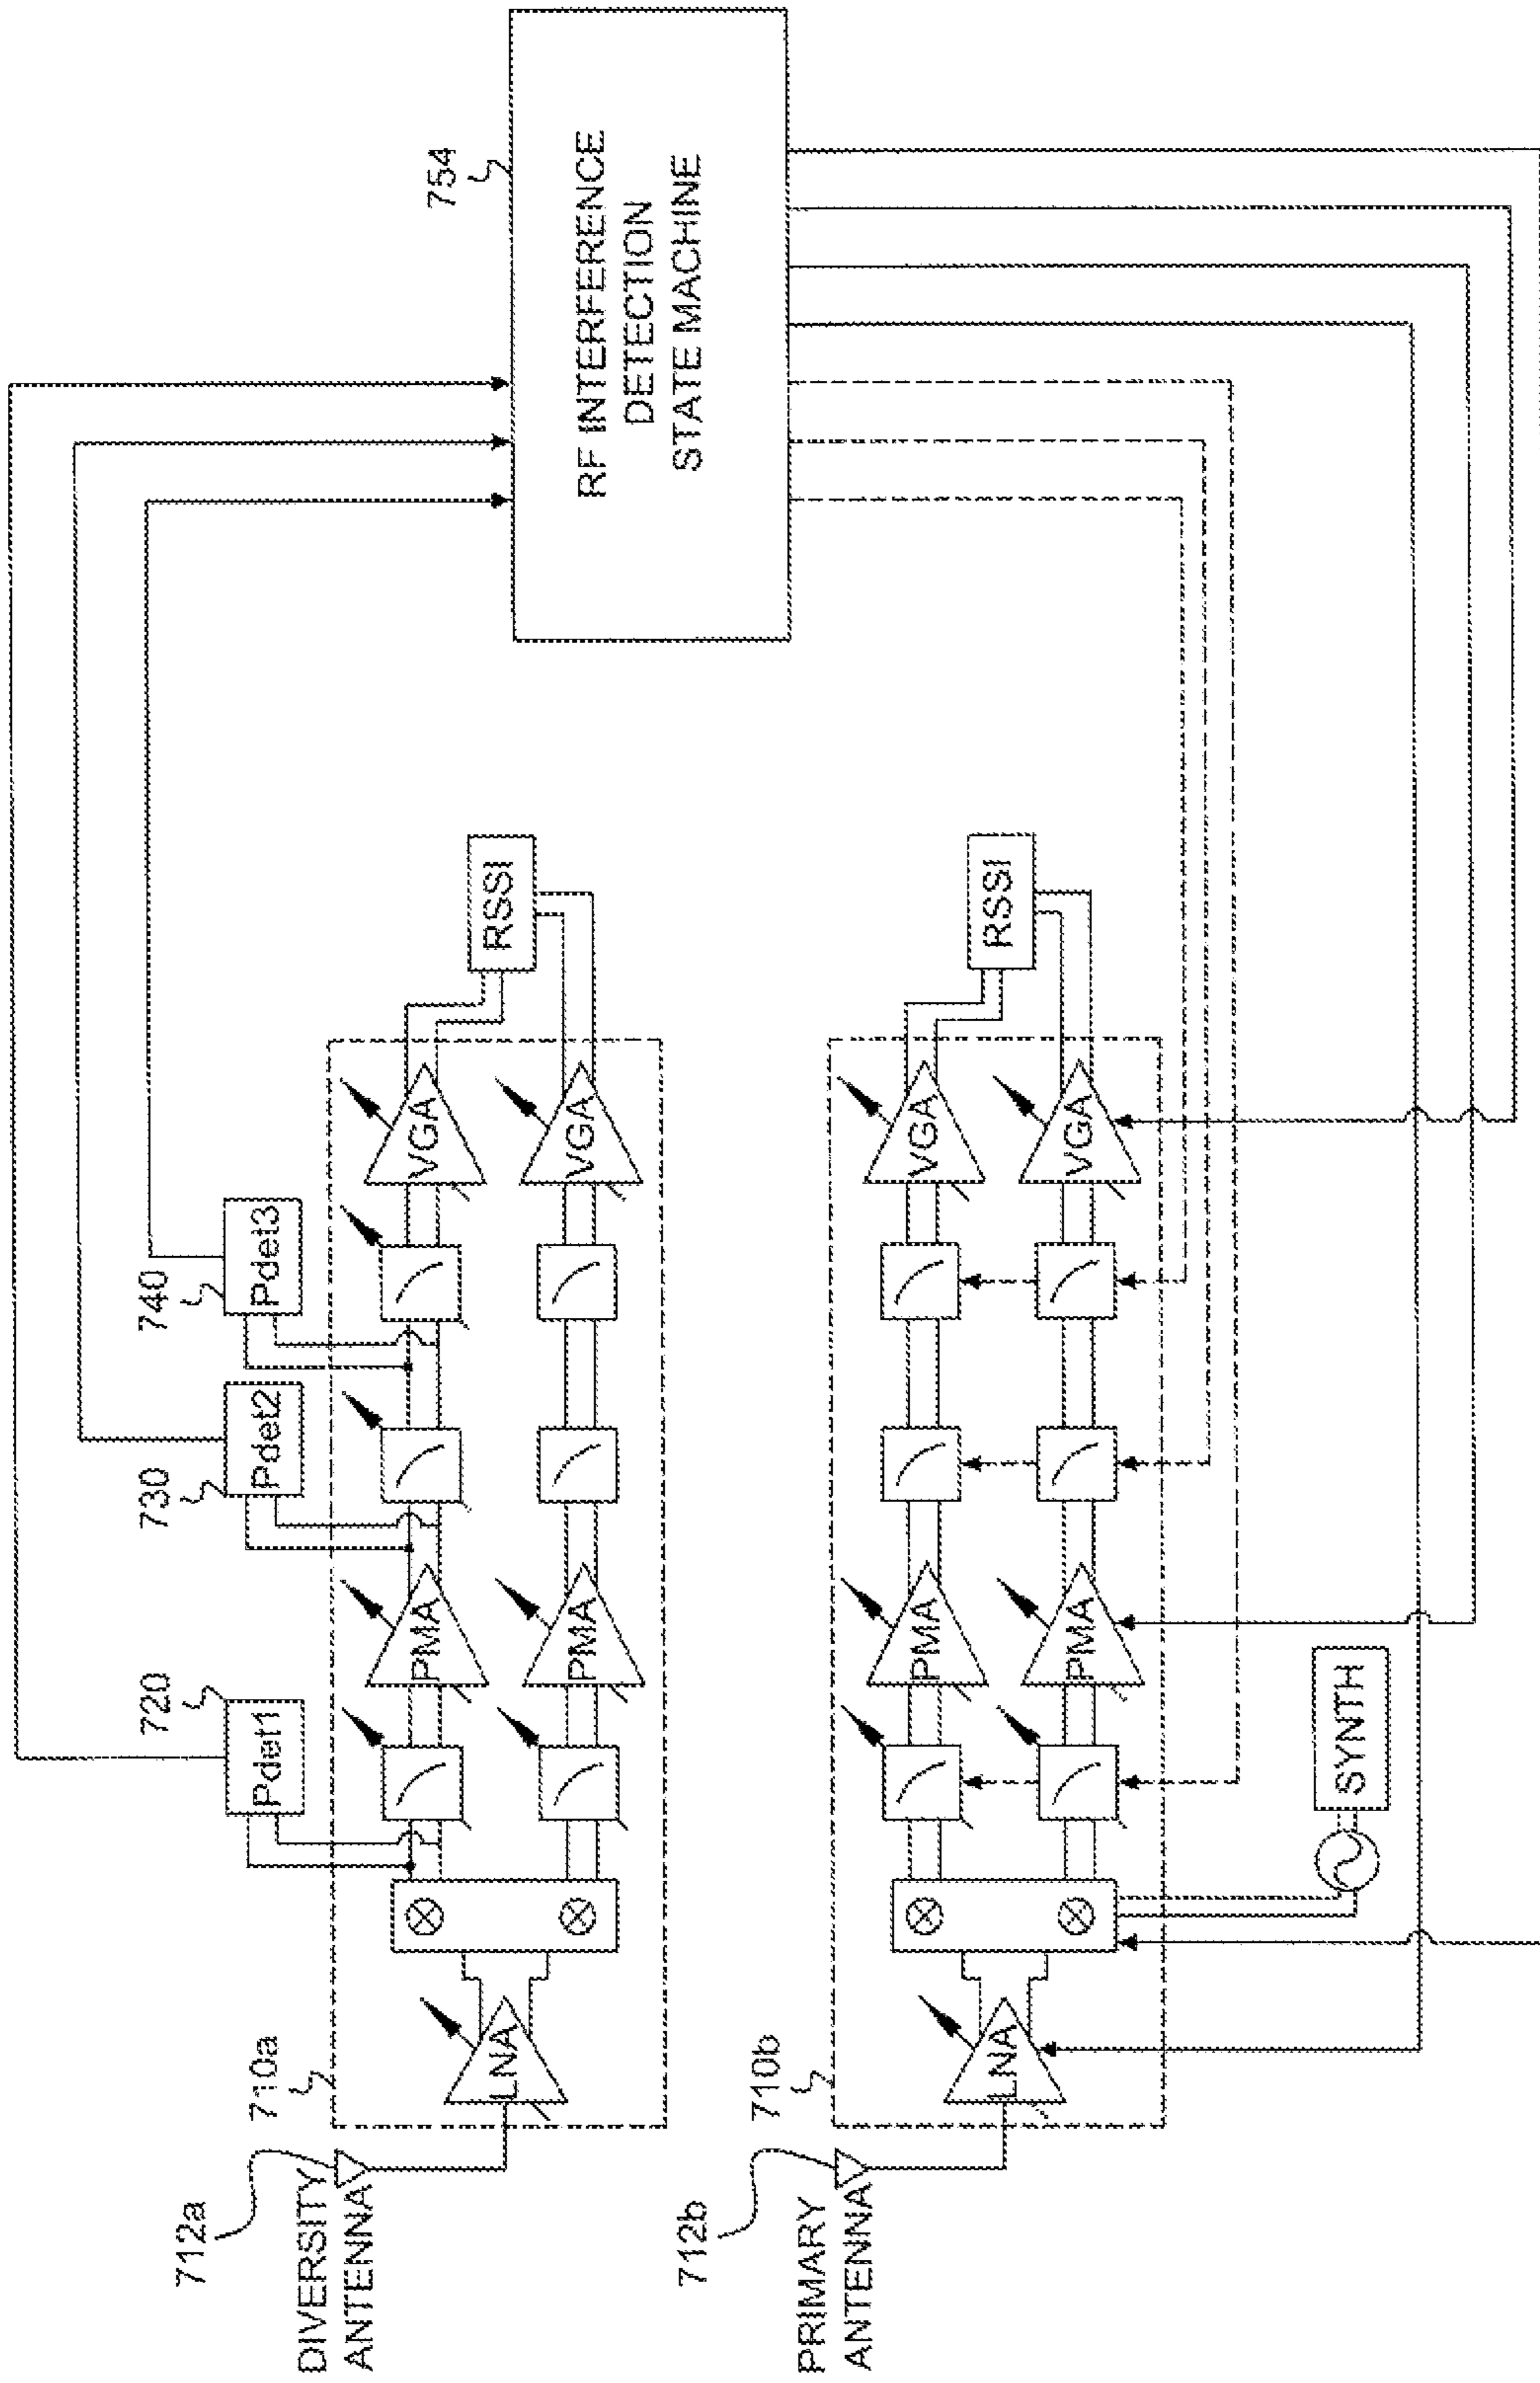 720
730
740
754
Pdet1
Pdet2
Pdet3
RF INTERFERENCE
DETECTION
STATE MACHINE
710a
712a
DIVERSITY
ANTENNA
LNA
PMA
VGA
PMA
VGA
RSSI
710b
712b
PRIMARY
ANTENNA
LNA
PMA
VGA
PMA
VGA
RSSI
SYNTH